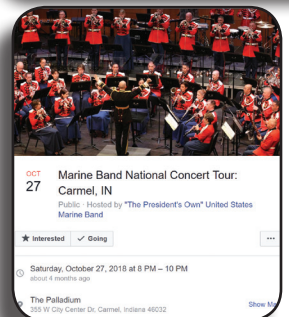 OCT
27
Marine Band National Concert Tour:
Carmel, IN
Public · Hosted by "The President's Own" United States
Marine Band
★ Interested ✓ Going ···
Saturday, October 27, 2018 at 8 PM – 10 PM
about 4 months ago
The Palladium
355 W City Center Dr, Carmel, Indiana 46032
Show